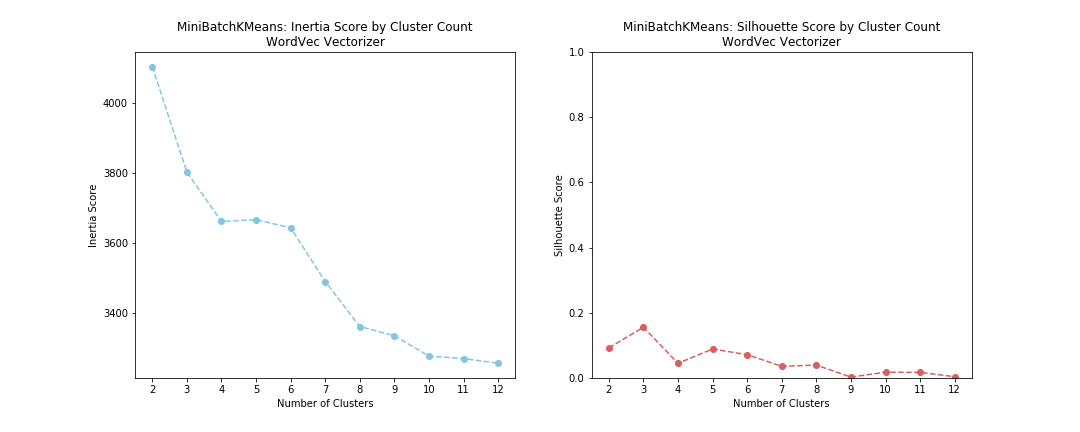 MiniBatchKMeans: Inertia Score by Cluster Count
WordVec Vectorizer
4000
3800
3600
3400
Inertia Score
2 3 4 5 6 7 8 9 10 11 12
Number of Clusters
MiniBatchKMeans: Silhouette Score by Cluster Count
WordVec Vectorizer
1.0
0.8
0.6
0.4
0.2
0.0
Silhouette Score
2 3 4 5 6 7 8 9 10 11 12
Number of Clusters